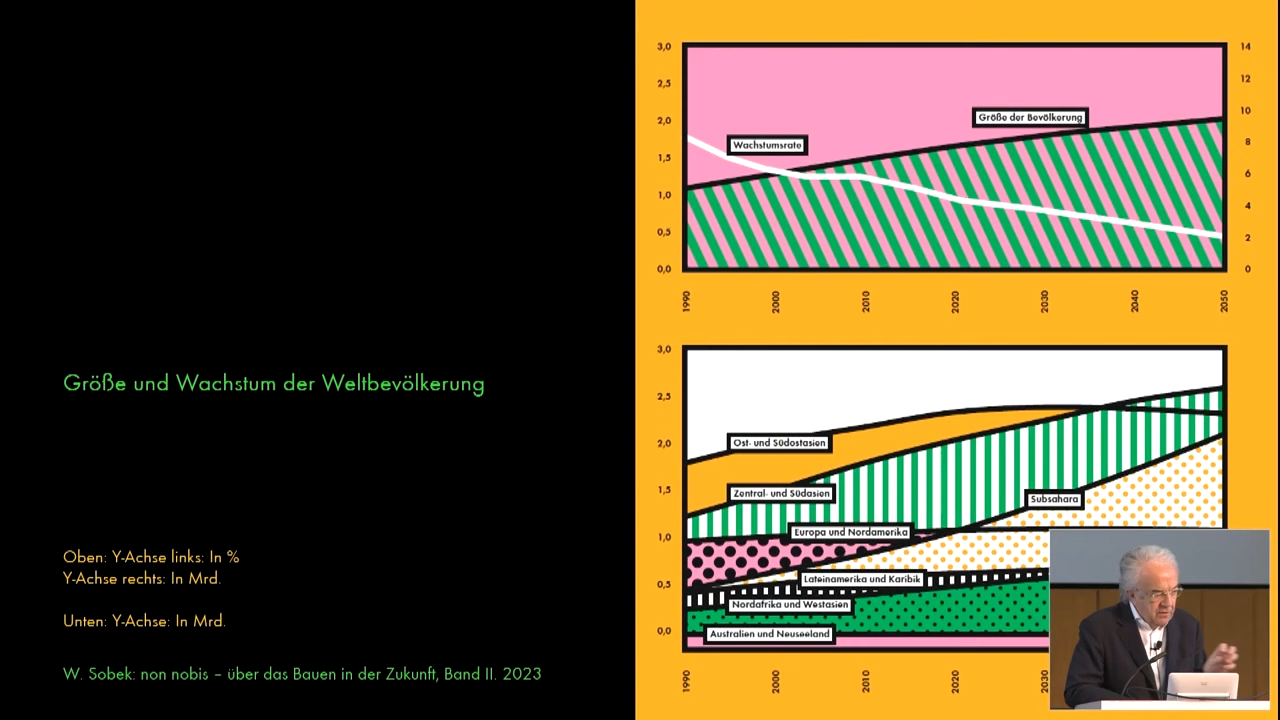 Größe und Wachstum der Weltbevölkerung
Oben: Y-Achse links: In %
Y-Achse rechts: In Mrd.
Unten: Y-Achse: In Mrd.
W. Sobek: non nobis – über das Bauen in der Zukunft, Band II. 2023
3,0
2,5
2,0
1,5
1,0
0,5
0,0
14
12
10
8
6
4
2
0
Größe der Bevölkerung
Wachstumsrate
1990
2000
2010
2020
2030
2040
2050
3,0
2,5
2,0
1,5
1,0
0,5
0,0
Ost- und Südostasien
Zentral- und Südasien
Subsahara
Europa und Nordamerika
Lateinamerika und Karibik
Nordafrika und Westasien
Australien und Neuseeland
1990
2000
2010
2020
2030